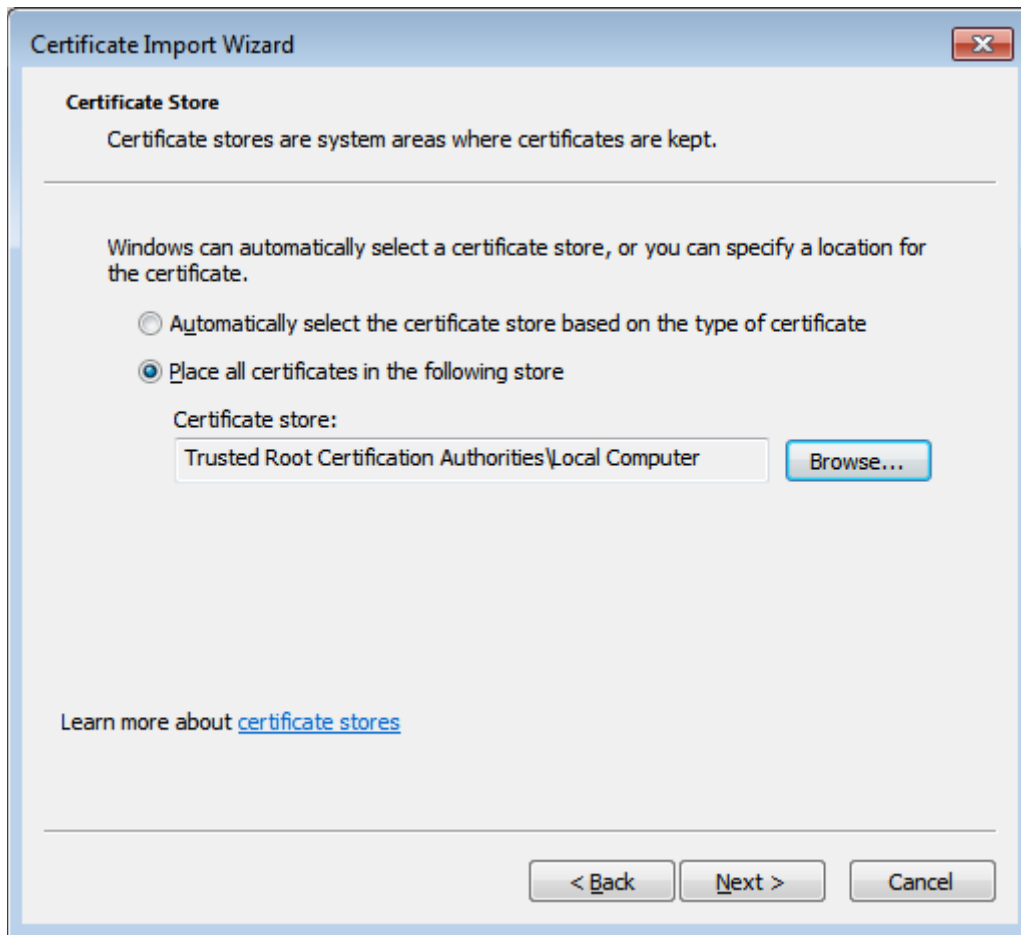 Certificate Import Wizard
Certificate Store
Certificate stores are system areas where certificates are kept.
Windows can automatically select a certificate store, or you can specify a location for
the certificate.
Automatically select the certificate store based on the type of certificate
Place all certificates in the following store
Certificate store:
Trusted Root Certification Authorities\Local Computer
Browse...
Learn more about certificate stores
< Back
Next >
Cancel